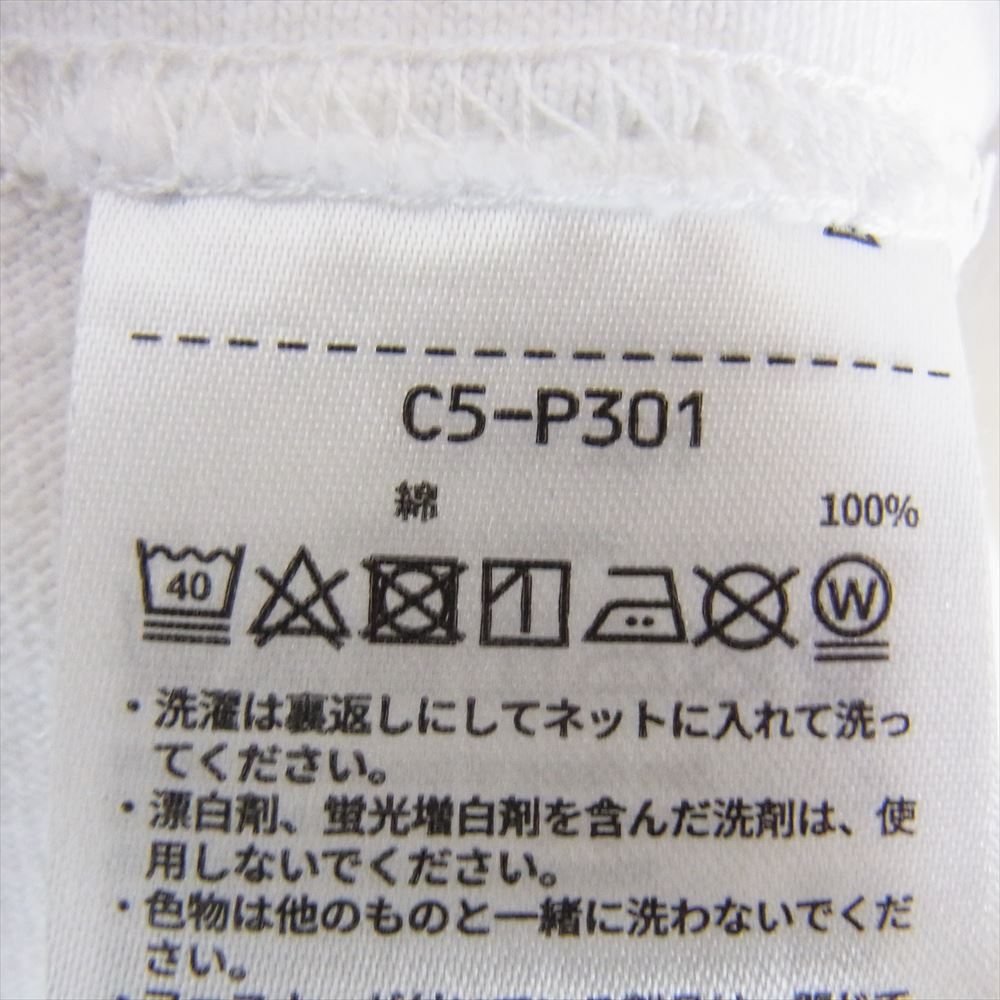 C5-P301
綿 100%
40 W
・洗濯は裏返しにしてネットに入れて洗っ
てください。
・漂白剤、蛍光増白剤を含んだ洗剤は、使
用しないでください。
・色物は他のものと一緒に洗わないでくだ
さい。